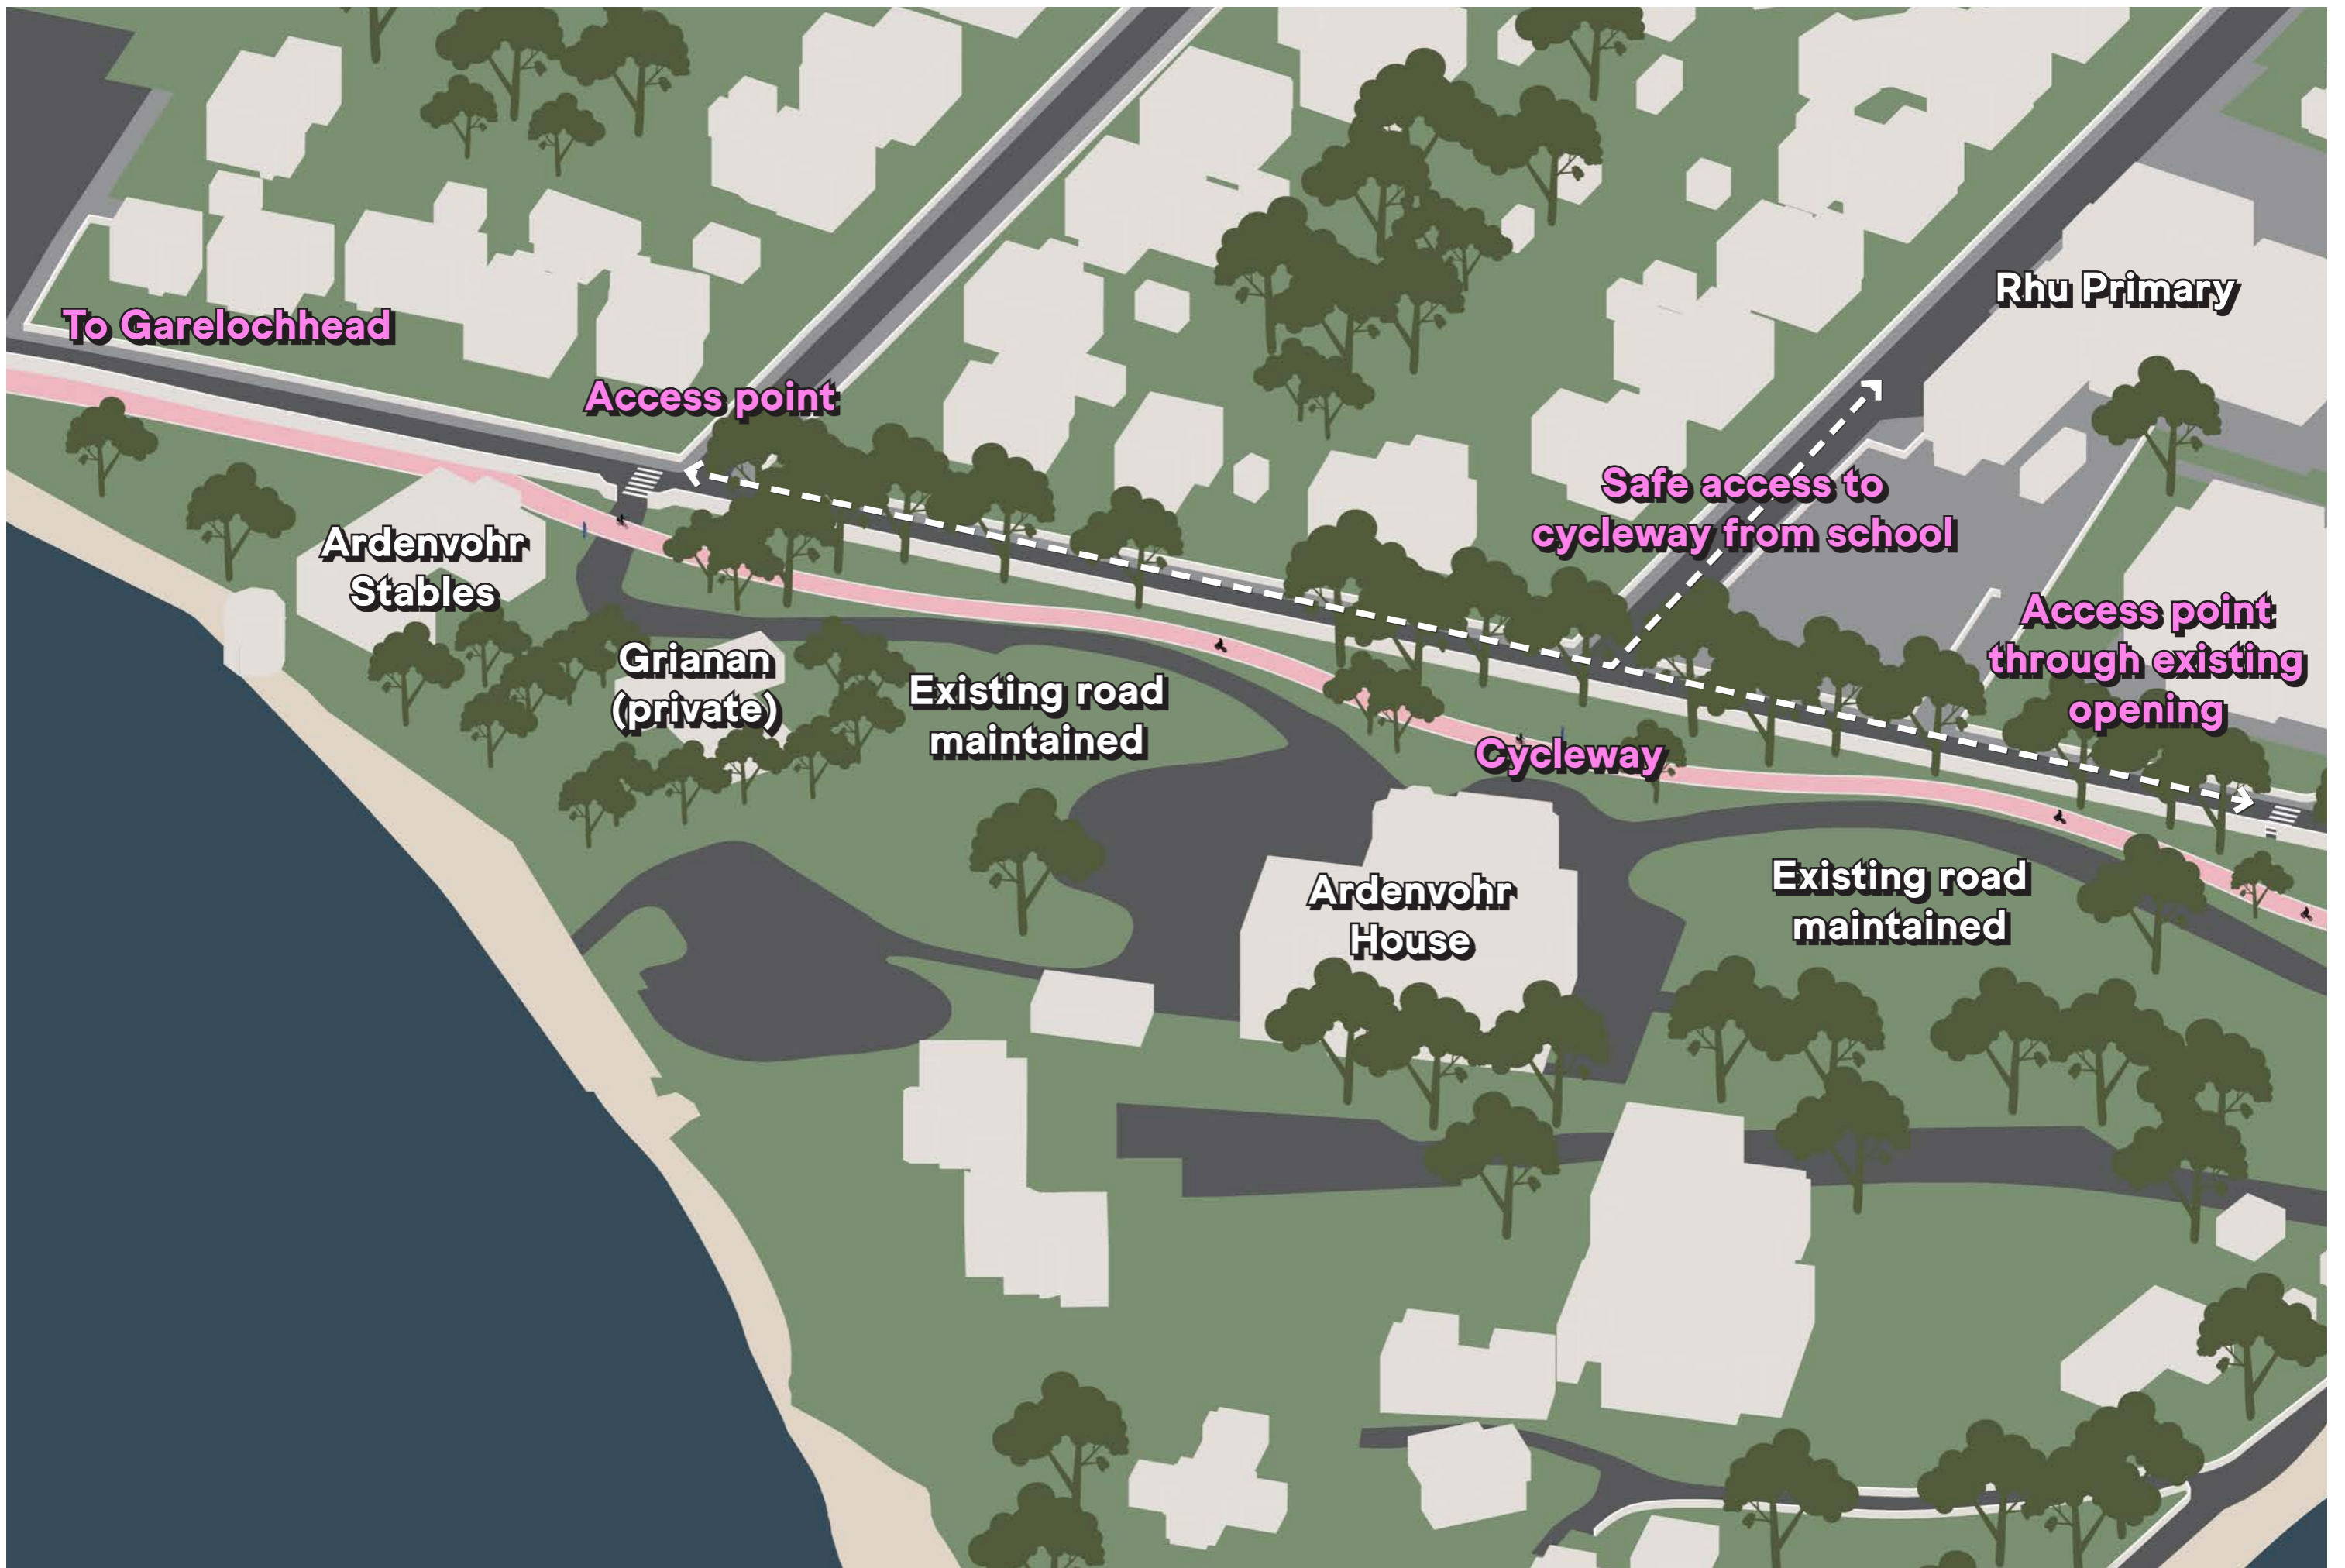 Rhu Primary
To Garelochhead
Access point
Safe access to
cycleway from school
Ardenvohr
Stables
Access point
through existing
opening
Grianan
(private)
Existing road
maintained
Cycleway
Ardenvohr
House
Existing road
maintained